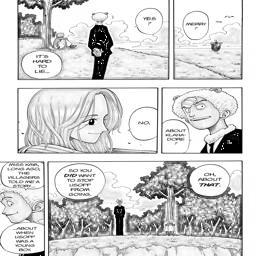 MERRY?
YES?
IT'S
HARD
TO
LIE...
ABOUT
KLAHA-
DORE?
NO.
OH,
ABOUT
THAT.
SO YOU
DID WANT
TO STOP
USOPP
FROM
GOING.
MISS KAYA,
LONG AGO,
THE
VILLAGERS
TOLD ME A
STORY...
...ABOUT
WHEN
USOPP
WAS A
YOUNG
BOY.